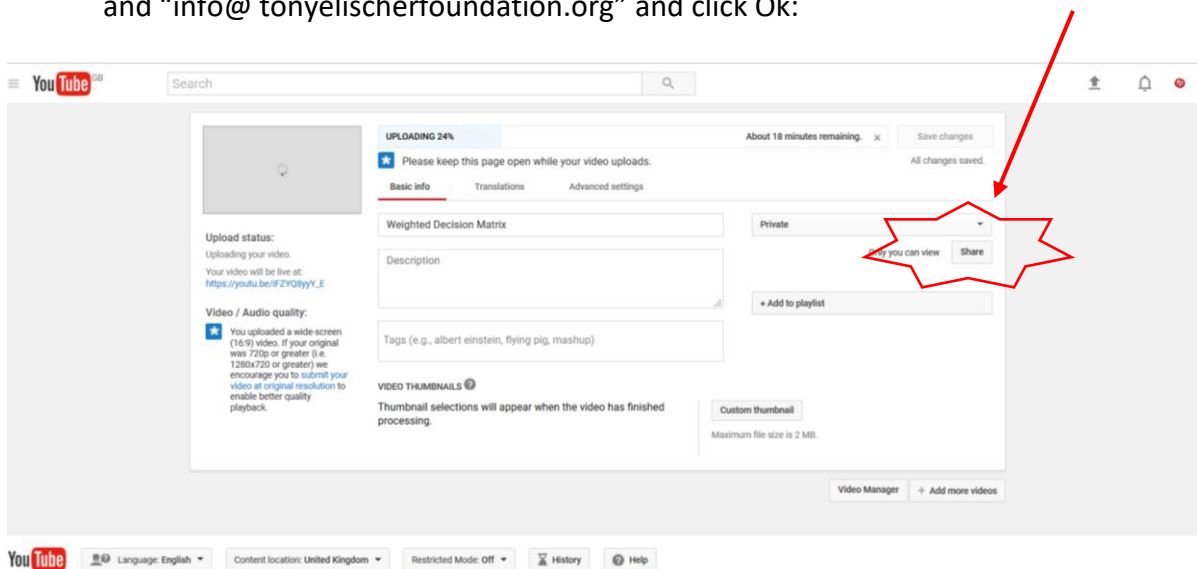 and “info@ tonyelischerfoundation.org” and click Ok:
YouTube GB
Search
UPLOADING 24%
About 18 minutes remaining. x
Save changes
Please keep this page open while your video uploads.
All changes saved.
Basic info
Translations
Advanced settings
Weighted Decision Matrix
Private
Upload status:
Uploading your video.
Your video will be live at:
https://youtu.be/iFZYQ8yyY_E
Description
Only you can view
Share
+ Add to playlist
Video / Audio quality:
You uploaded a wide-screen
(16:9) video. If your original
was 720p or greater (i.e.
1280x720 or greater) we
encourage you to submit your
video at original resolution to
enable better quality
playback.
Tags (e.g., albert einstein, flying pig, mashup)
VIDEO THUMBNAILS ?
Thumbnail selections will appear when the video has finished
processing.
Custom thumbnail
Maximum file size is 2 MB.
Video Manager
+ Add more videos
YouTube
Language: English
Content location: United Kingdom
Restricted Mode: Off
History
? Help